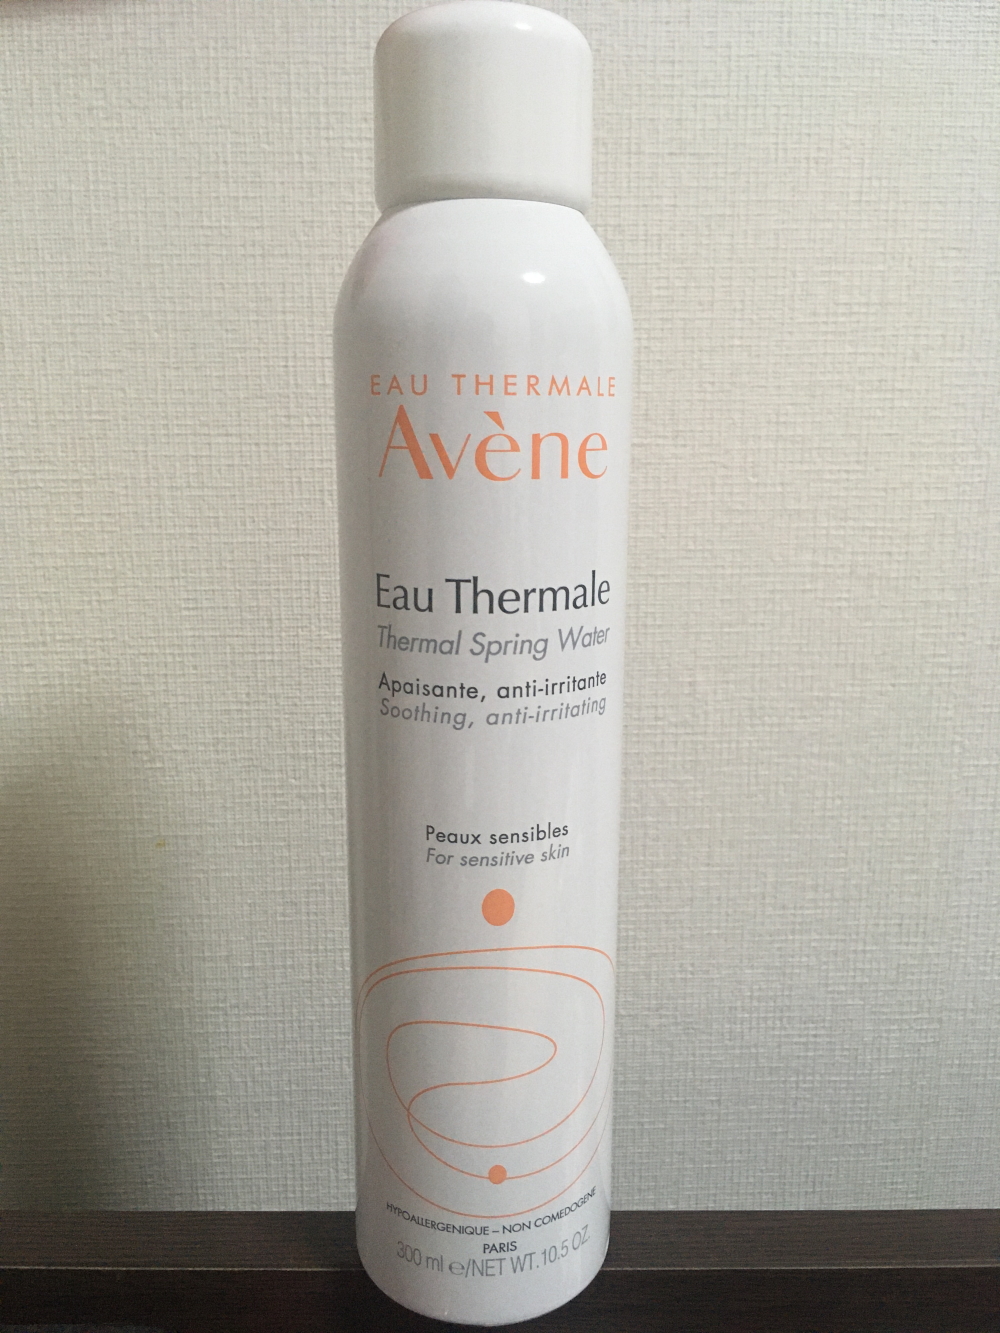 EAU THERMALE
Avène
Eau Thermale
Thermal Spring Water
Apaisante, anti-irritante
Soothing, anti-irritating
Peaux sensibles
For sensitive skin
HYPOALLERGENIQUE – NON COMEDOGENE
PARIS
300 ml ℮/NET WT. 10.5 OZ.